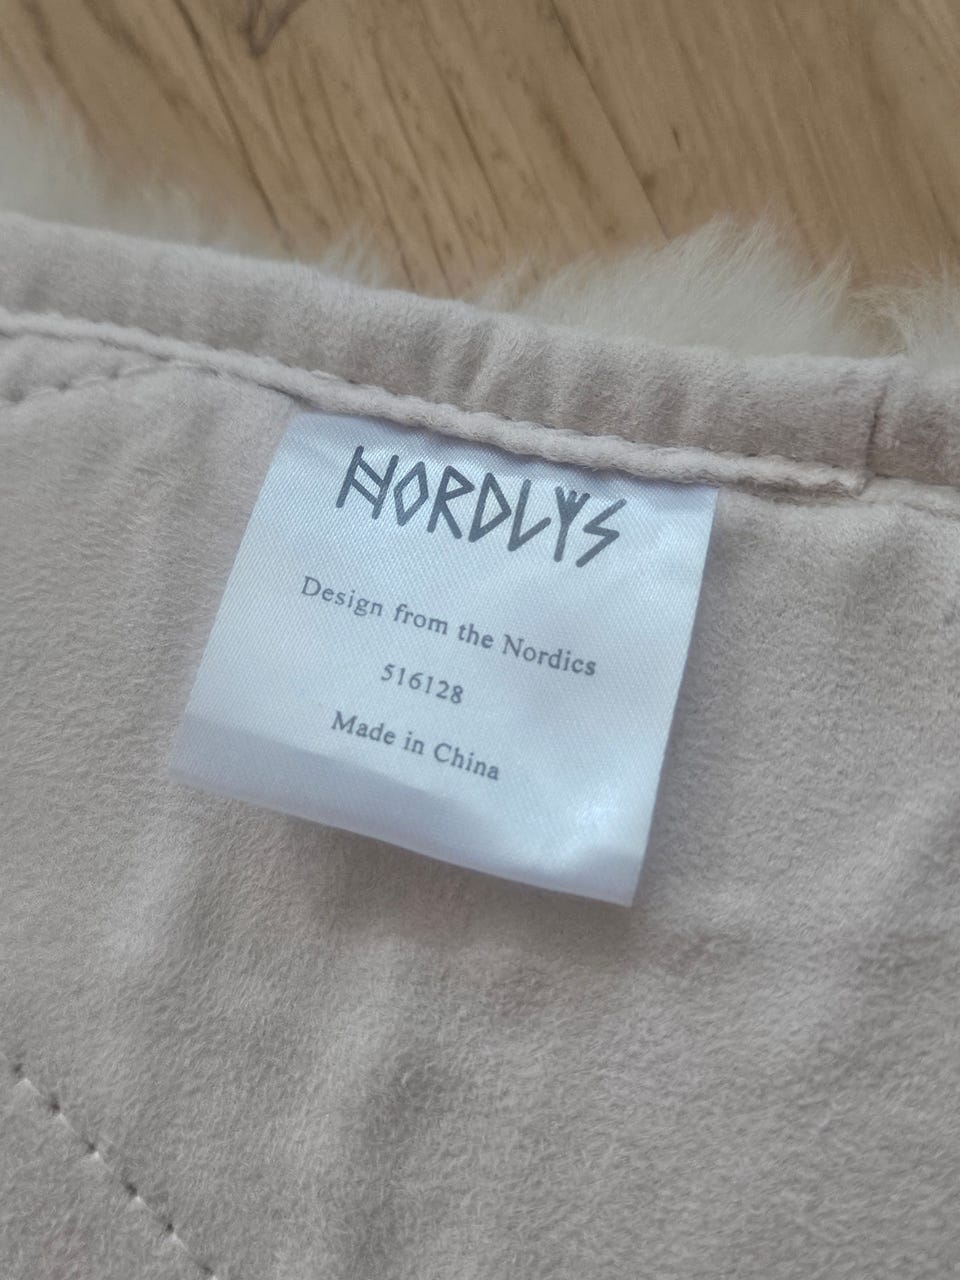 NORDLYS
Design from the Nordics
516128
Made in China